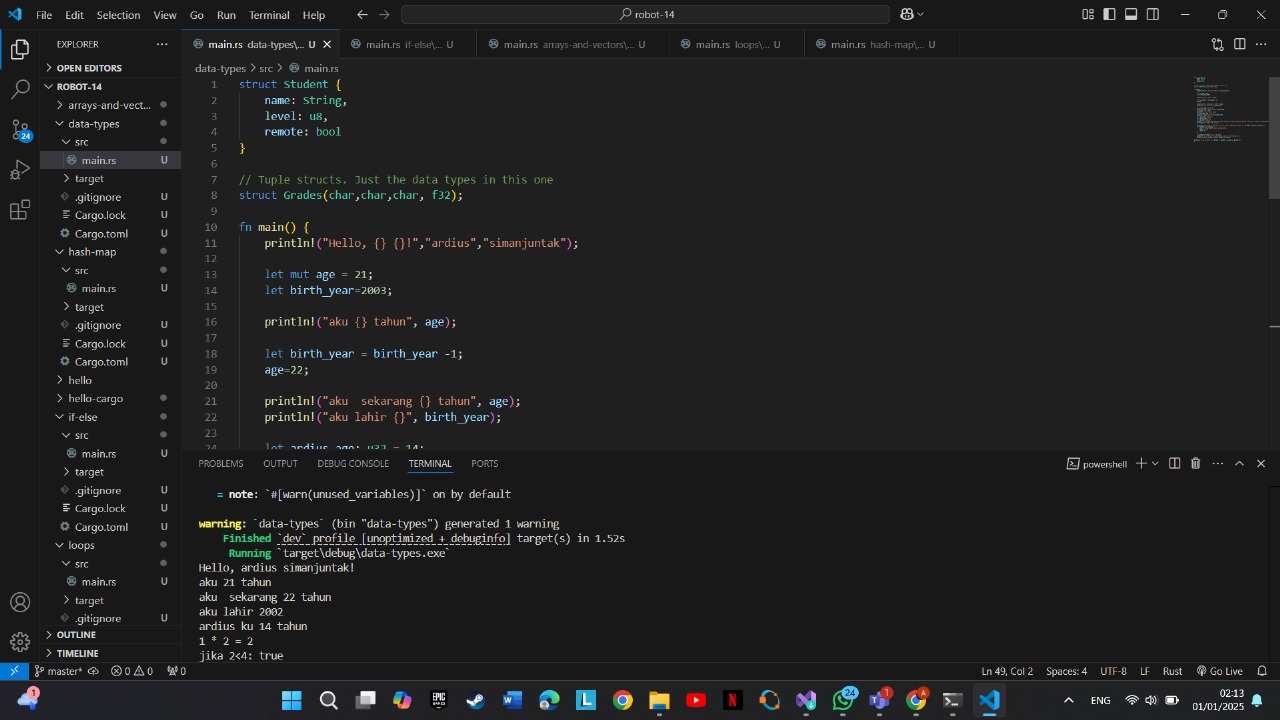 File Edit Selection View Go Run Terminal Help
robot-14
EXPLORER
OPEN EDITORS
ROBOT-14
arrays-and-vect...
data-types
src
main.rs U
target
.gitignore U
Cargo.lock U
Cargo.toml U
hash-map
src
main.rs U
target
.gitignore U
Cargo.lock U
Cargo.toml U
hello
hello-cargo
if-else
src
main.rs U
target
.gitignore U
Cargo.lock U
Cargo.toml U
loops
src
main.rs U
target
.gitignore U
OUTLINE
TIMELINE
24
main.rs data-types\... U
main.rs if-else\... U
main.rs arrays-and-vectors\... U
main.rs loops\... U
main.rs hash-map\... U
data-types > src > main.rs
1 struct Student {
2     name: String,
3     level: u8,
4     remote: bool
5 }
6
7 // Tuple structs. Just the data types in this one
8 struct Grades(char,char,char, f32);
9
10 fn main() {
11     println!("Hello, {} {}!","ardius","simanjuntak");
12
13     let mut age = 21;
14     let birth_year=2003;
15
16     println!("aku {} tahun", age);
17
18     let birth_year = birth_year -1;
19     age=22;
20
21     println!("aku  sekarang {} tahun", age);
22     println!("aku lahir {}", birth_year);
23
24     let ardius_age: u32 = 14;
PROBLEMS OUTPUT DEBUG CONSOLE TERMINAL PORTS
powershell
= note: `#[warn(unused_variables)]` on by default
warning: `data-types` (bin "data-types") generated 1 warning
Finished `dev` profile [unoptimized + debuginfo] target(s) in 1.52s
Running `target\debug\data-types.exe`
Hello, ardius simanjuntak!
aku 21 tahun
aku  sekarang 22 tahun
aku lahir 2002
ardius ku 14 tahun
1 * 2 = 2
jika 2<4: true
master* 0 0 0
Ln 49, Col 2 Spaces: 4 UTF-8 LF Rust Go Live
1
EPIC GAMES
W
L
N
24
1
A
ENG
02:13
01/01/2025